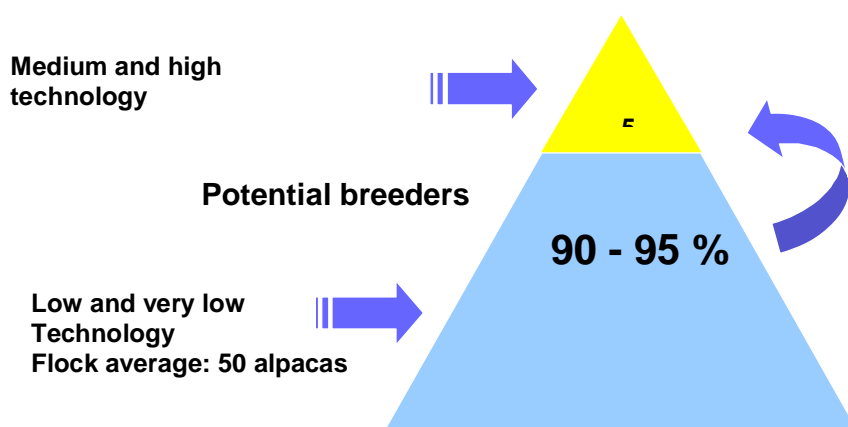 Medium and high
technology
Potential breeders
90 - 95 %
Low and very low
Technology
Flock average: 50 alpacas